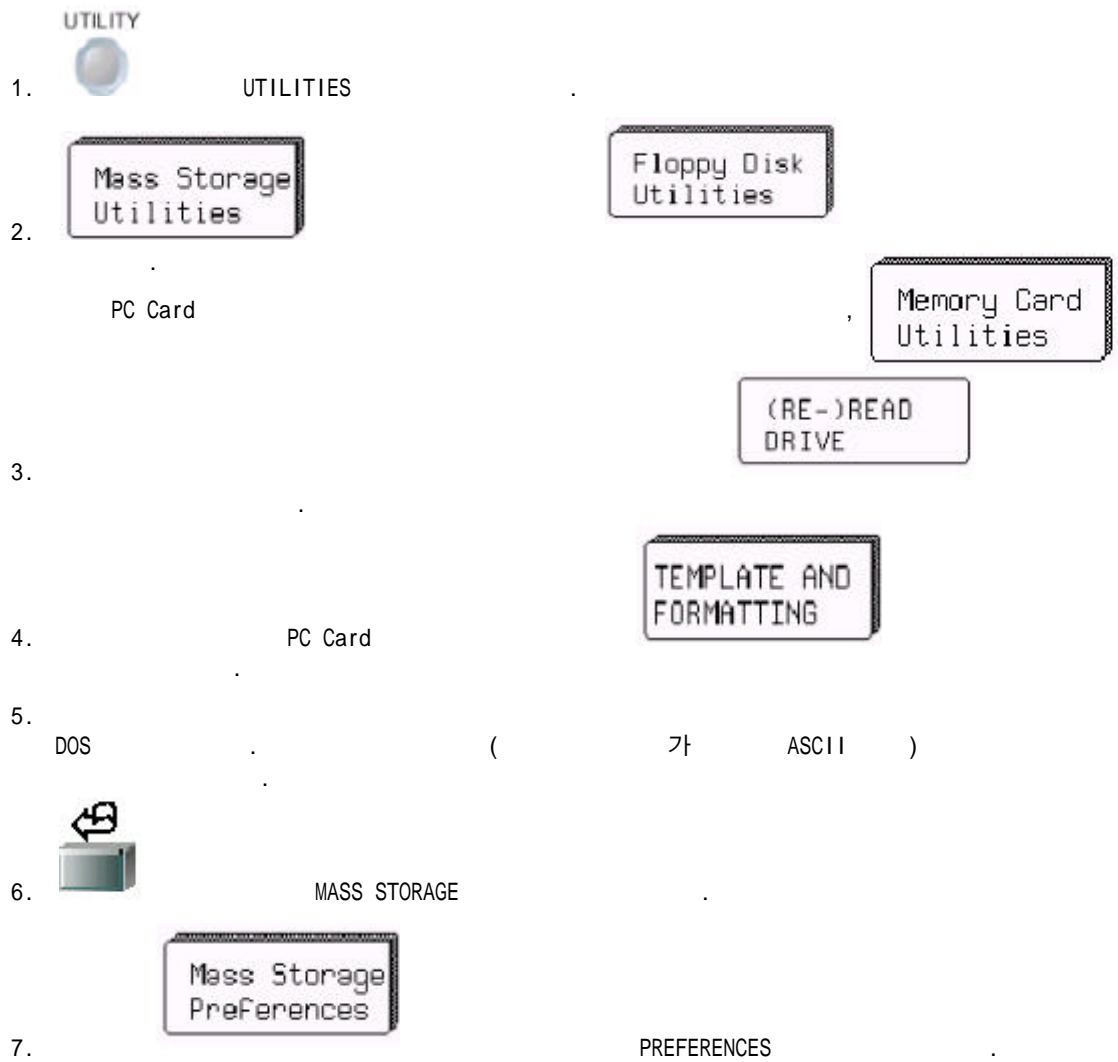 UTILITY
1. UTILITIES .
Mass Storage
Utilities
Floppy Disk
Utilities
2.
.
PC Card ,
Memory Card
Utilities
(RE-)READ
DRIVE
3.
.
TEMPLATE AND
FORMATTING
4. PC Card
.
5.
DOS . ( 가 ASCII )
.
6. MASS STORAGE .
Mass Storage
Preferences
7. PREFERENCES .